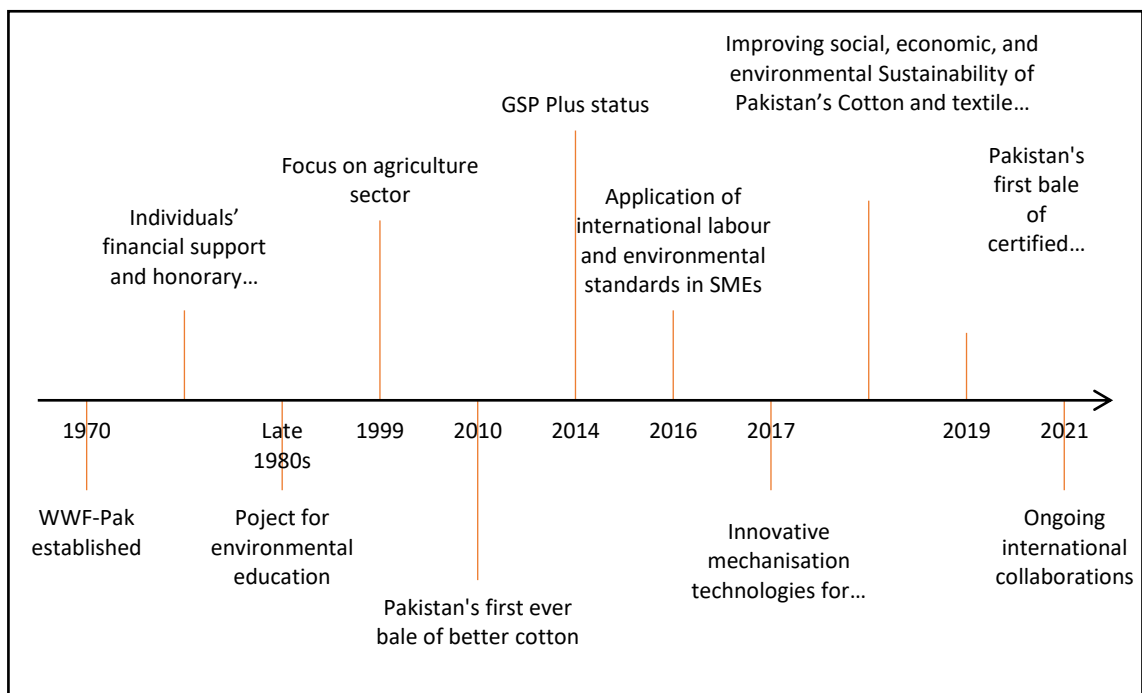 Improving social, economic, and
environmental Sustainability of
Pakistan's Cotton and textile…
GSP Plus status
Focus on agriculture
sector
Pakistan's
first bale
of
certified…
Application of
international labour
and environmental
standards in SMEs
Individuals'
financial support
and honorary…
1970
Late
1980s
1999
2010
2014
2016
2017
2019
2021
WWF-Pak
established
Poject for
environmental
education
Pakistan's first ever
bale of better cotton
Innovative
mechanisation
technologies for…
Ongoing
international
collaborations